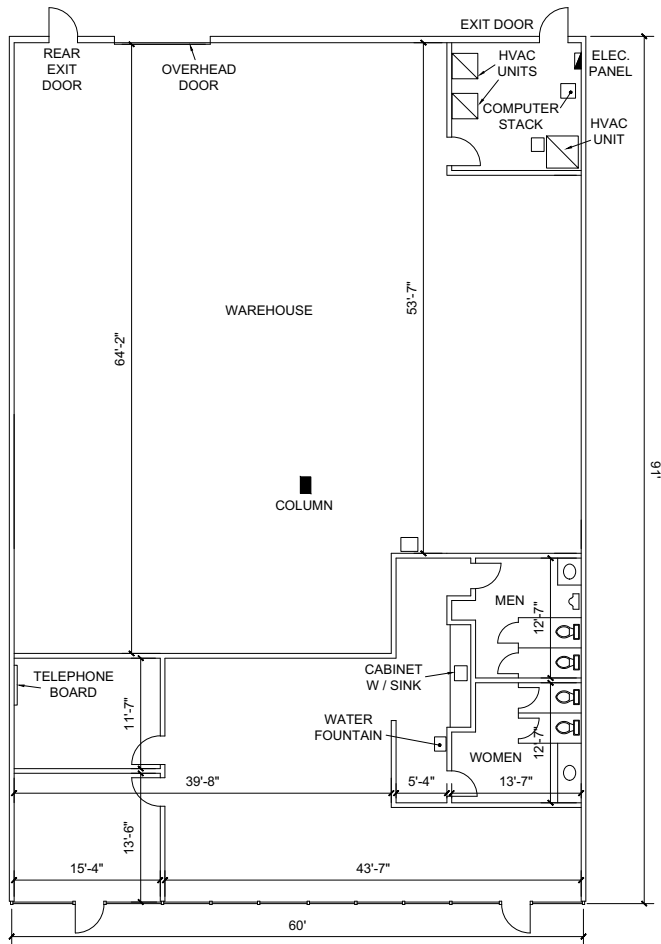 EXIT DOOR
REAR
EXIT
DOOR
OVERHEAD
DOOR
HVAC
UNITS
ELEC.
PANEL
COMPUTER
STACK
HVAC
UNIT
WAREHOUSE
53'-7"
64'-2"
91'
COLUMN
MEN
12'-7"
TELEPHONE
BOARD
11'-7"
CABINET
W / SINK
WATER
FOUNTAIN
WOMEN
12'-7"
39'-8"
5'-4"
13'-7"
13'-6"
15'-4"
43'-7"
60'